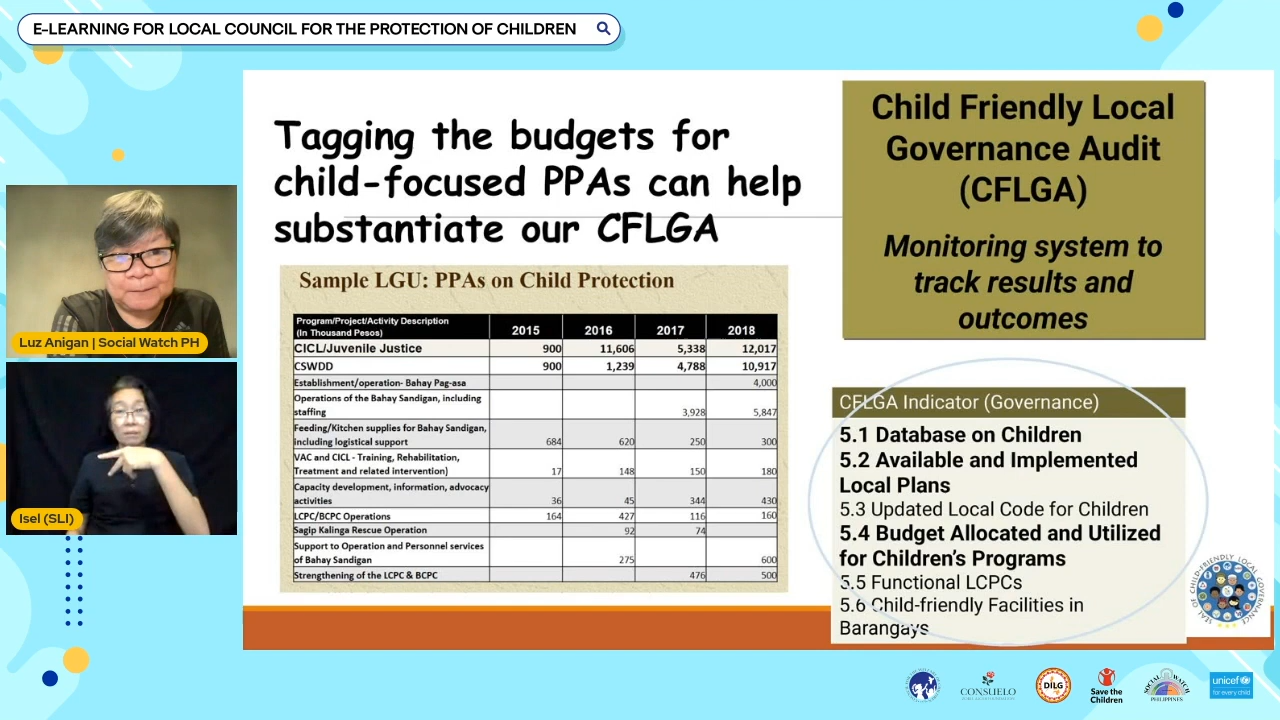 E-LEARNING FOR LOCAL COUNCIL FOR THE PROTECTION OF CHILDREN
Luz Anigan | Social Watch PH
Isel (SLI)
Tagging the budgets for
child-focused PPAs can help
substantiate our CFLGA
Sample LGU: PPAs on Child Protection
Program/Project/Activity Description
(In Thousand Pesos) 2015 2016 2017 2018
CICL/Juvenile Justice 900 11,606 5,338 12,017
CSWDD 900 1,239 4,788 10,917
Establishment/operation- Bahay Pag-asa 4,000
Operations of the Bahay Sandigan, including
staffing 3,928 5,847
Feeding/Kitchen supplies for Bahay Sandigan,
including logistical support 684 620 250 300
VAC and CICL - Training, Rehabilitation,
Treatment and related intervention) 17 148 150 180
Capacity development, information, advocacy
activities 36 45 344 430
LCPC/BCPC Operations 164 427 116 160
Sagip Kalinga Rescue Operation 92 74
Support to Operation and Personnel services
of Bahay Sandigan 275 600
Strengthening of the LCPC & BCPC 476 500
Child Friendly Local
Governance Audit
(CFLGA)
Monitoring system to
track results and
outcomes
CFLGA Indicator (Governance)
5.1 Database on Children
5.2 Available and Implemented
Local Plans
5.3 Updated Local Code for Children
5.4 Budget Allocated and Utilized
for Children's Programs
5.5 Functional LCPCs
5.6 Child-friendly Facilities in
Barangays
SEAL OF CHILD-FRIENDLY LOCAL GOVERNANCE
CONSUELO
DILG
Save the
Children
SOCIAL WATCH
PHILIPPINES
unicef
for every child